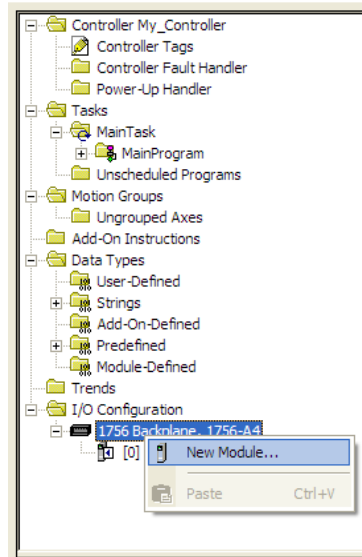 Controller My_Controller
Controller Tags
Controller Fault Handler
Power-Up Handler
Tasks
MainTask
MainProgram
Unscheduled Programs
Motion Groups
Ungrouped Axes
Add-On Instructions
Data Types
User-Defined
Strings
Add-On-Defined
Predefined
Module-Defined
Trends
I/O Configuration
1756 Backplane, 1756-A4
[0]
New Module...
Paste Ctrl+V